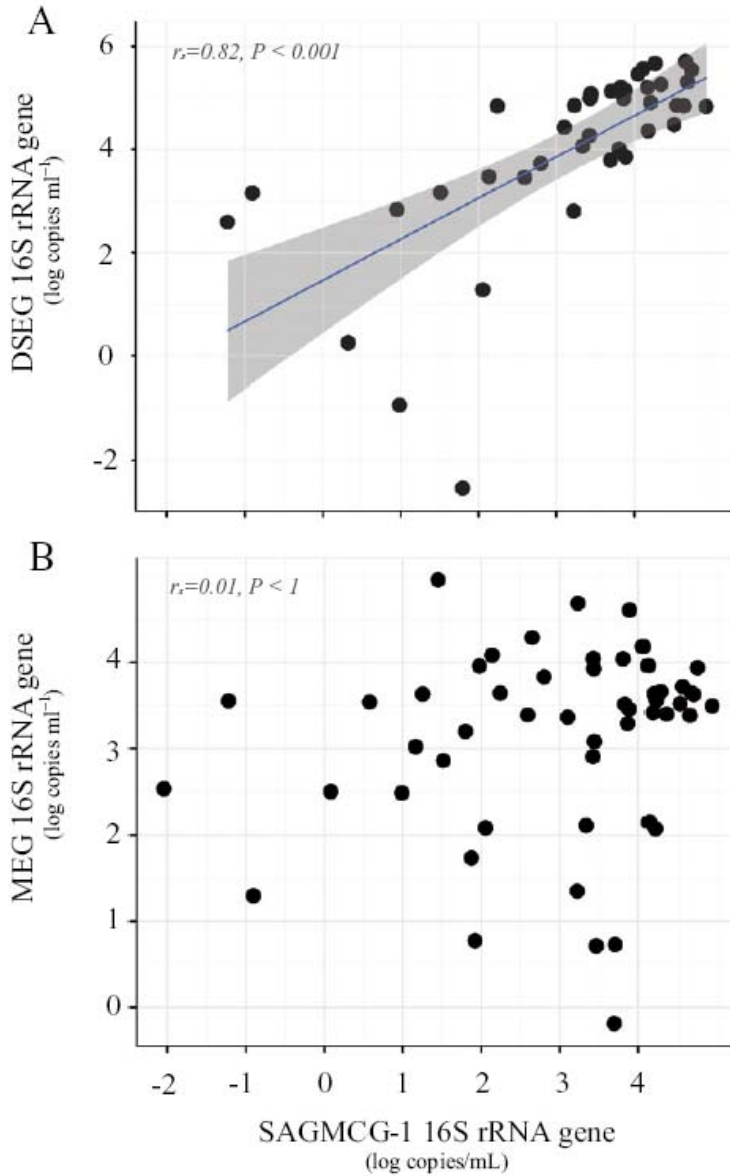 A
rₛ=0.82, P < 0.001
DSEG 16S rRNA gene
(log copies ml⁻¹)
6
4
2
0
-2
B
rₛ=0.01, P < 1
MEG 16S rRNA gene
(log copies ml⁻¹)
4
3
2
1
0
-2 -1 0 1 2 3 4
SAGMCG-1 16S rRNA gene
(log copies/mL)